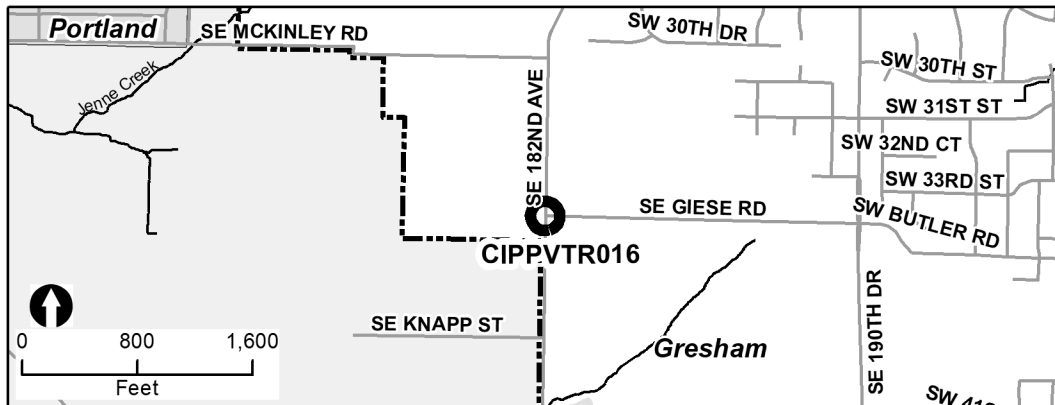 Portland
SE MCKINLEY RD
SW 30TH DR
SW 30TH ST
Jenne Creek
SE 182ND AVE
SW 31ST ST
SW 32ND CT
SW 33RD ST
SE GIESE RD
SW BUTLER RD
CIPPVTR016
SE KNAPP ST
Gresham
SE 190TH DR
0 800 1,600
Feet